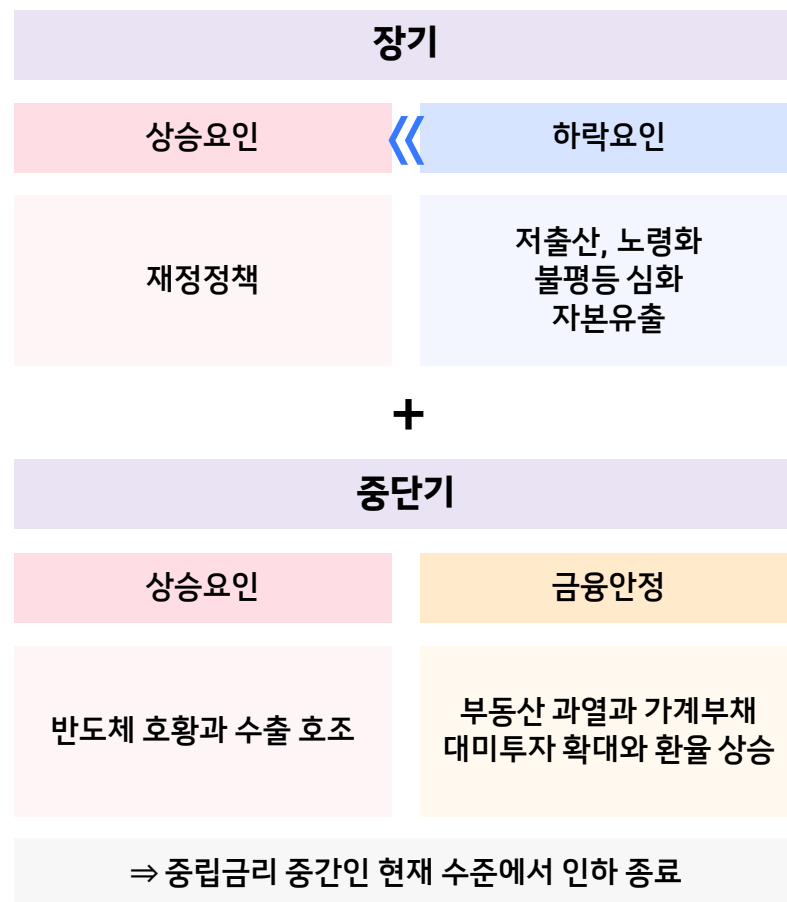 장기
상승요인
《
하락요인
재정정책
저출산, 노령화
불평등 심화
자본유출
+
중단기
상승요인
금융안정
반도체 호황과 수출 호조
부동산 과열과 가계부채
대미투자 확대와 환율 상승
⇒ 중립금리 중간인 현재 수준에서 인하 종료